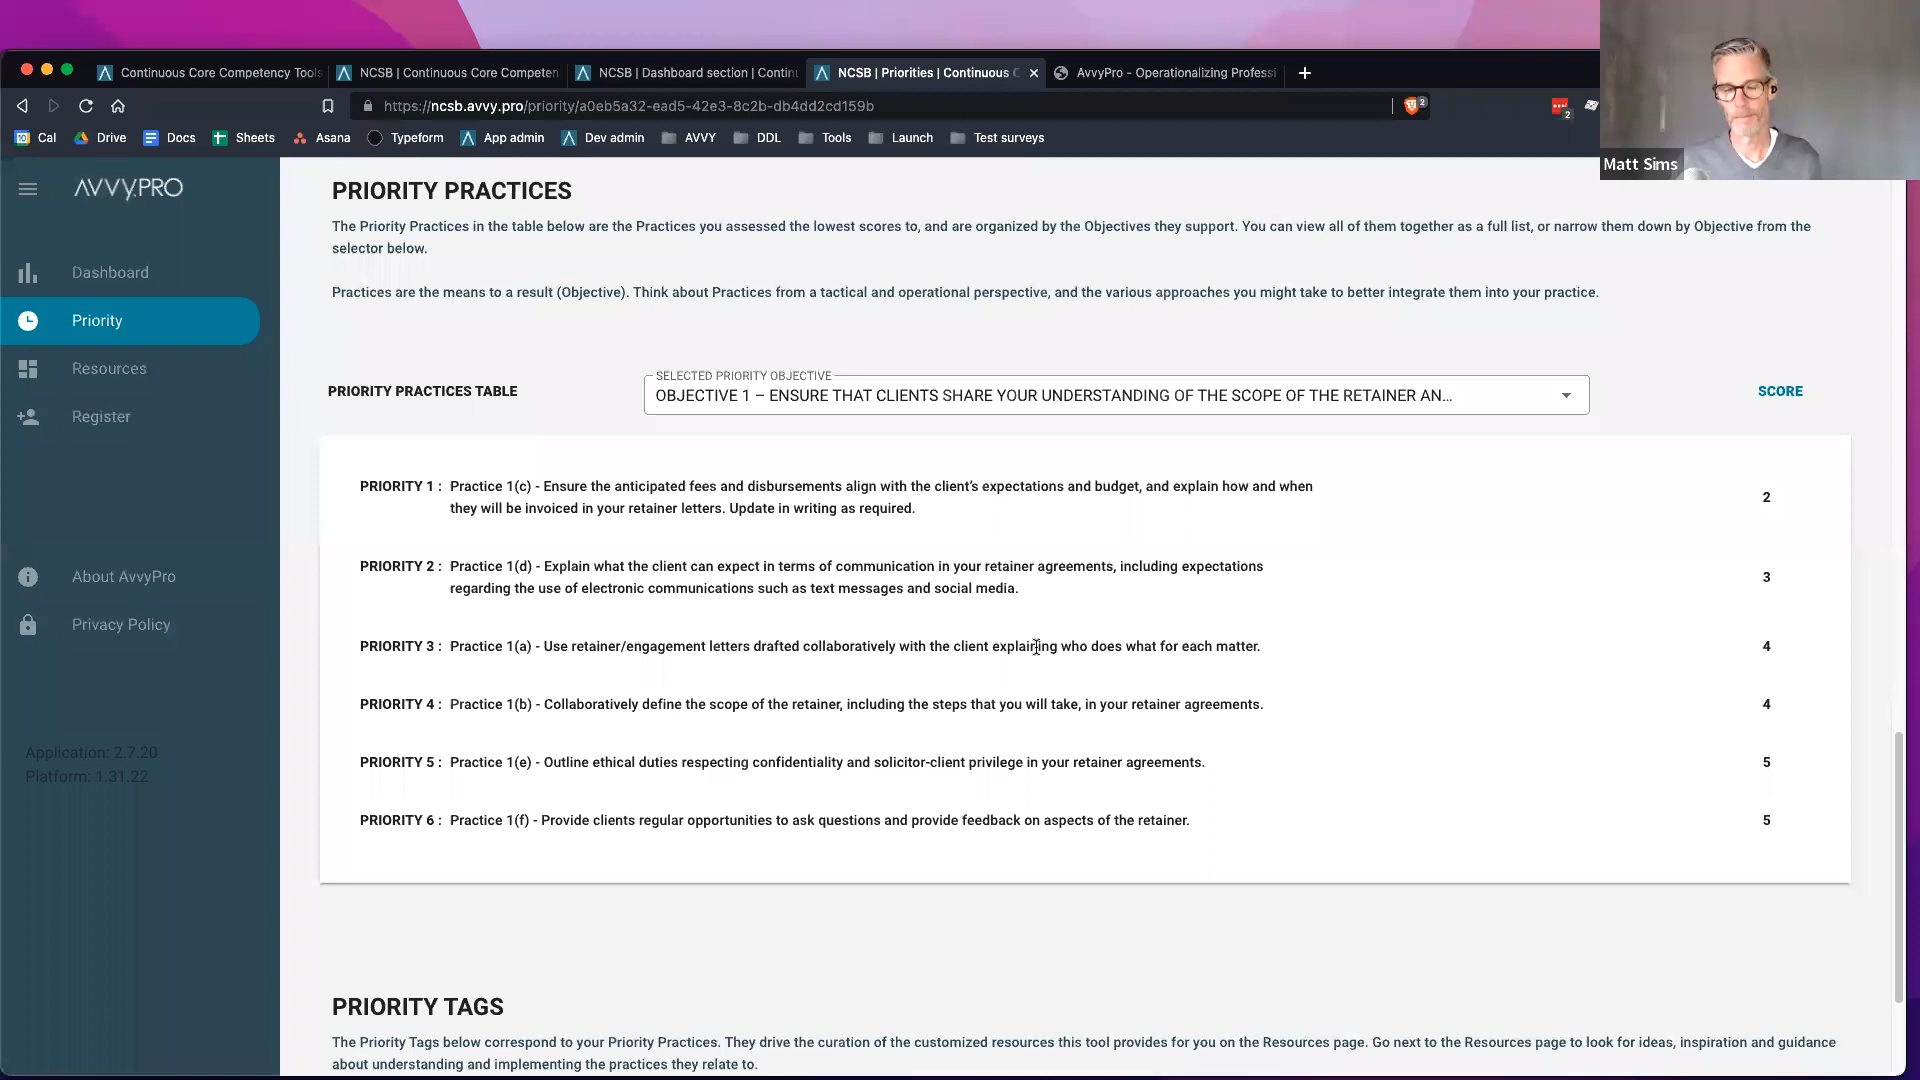 Continuous Core Competency Tools
NCSB | Continuous Core Competen
NCSB | Dashboard section | Contin
NCSB | Priorities | Continuous C
AvvyPro - Operationalizing Professi
https://ncsb.avvy.pro/priority/a0eb5a32-ead5-42e3-8c2b-db4dd2cd159b
2
2
Cal
Drive
Docs
Sheets
Asana
Typeform
App admin
Dev admin
AVVY
DDL
Tools
Launch
Test surveys
Matt Sims
AVVY.PRO
Dashboard
Priority
Resources
Register
About AvvyPro
Privacy Policy
Application: 2.7.20
Platform: 1.31.22
PRIORITY PRACTICES
The Priority Practices in the table below are the Practices you assessed the lowest scores to, and are organized by the Objectives they support. You can view all of them together as a full list, or narrow them down by Objective from the
selector below.
Practices are the means to a result (Objective). Think about Practices from a tactical and operational perspective, and the various approaches you might take to better integrate them into your practice.
PRIORITY PRACTICES TABLE
SELECTED PRIORITY OBJECTIVE
OBJECTIVE 1 – ENSURE THAT CLIENTS SHARE YOUR UNDERSTANDING OF THE SCOPE OF THE RETAINER AN...
SCORE
PRIORITY 1 : Practice 1(c) - Ensure the anticipated fees and disbursements align with the client's expectations and budget, and explain how and when
they will be invoiced in your retainer letters. Update in writing as required.
2
PRIORITY 2 : Practice 1(d) - Explain what the client can expect in terms of communication in your retainer agreements, including expectations
regarding the use of electronic communications such as text messages and social media.
3
PRIORITY 3 : Practice 1(a) - Use retainer/engagement letters drafted collaboratively with the client explaining who does what for each matter.
4
PRIORITY 4 : Practice 1(b) - Collaboratively define the scope of the retainer, including the steps that you will take, in your retainer agreements.
4
PRIORITY 5 : Practice 1(e) - Outline ethical duties respecting confidentiality and solicitor-client privilege in your retainer agreements.
5
PRIORITY 6 : Practice 1(f) - Provide clients regular opportunities to ask questions and provide feedback on aspects of the retainer.
5
PRIORITY TAGS
The Priority Tags below correspond to your Priority Practices. They drive the curation of the customized resources this tool provides for you on the Resources page. Go next to the Resources page to look for ideas, inspiration and guidance
about understanding and implementing the practices they relate to.